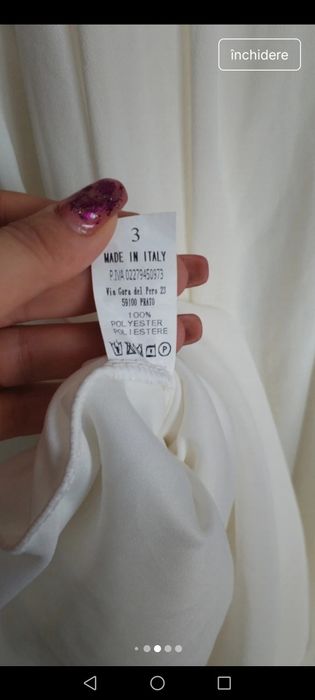 închidere
3
MADE IN ITALY
P.IVA 02279450973
Via Gora del Pero 23
59100 PRATO
100%
POLYESTER
POLIESTERE
P